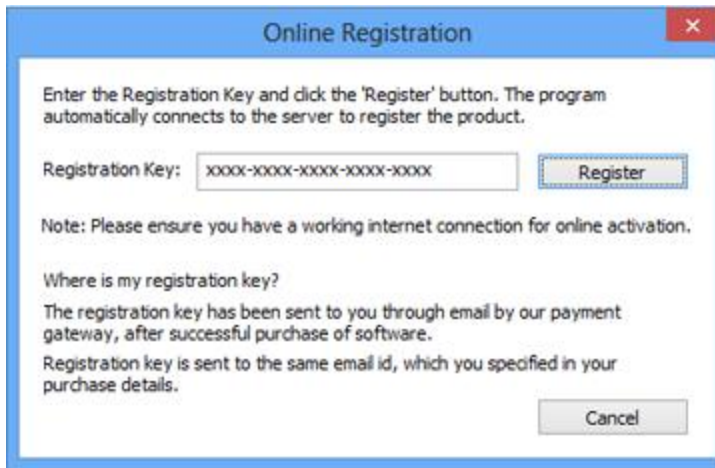 Online Registration
Enter the Registration Key and click the 'Register' button. The program
automatically connects to the server to register the product.
Registration Key: xxxx-xxxx-xxxx-xxxx-xxxx Register
Note: Please ensure you have a working internet connection for online activation.
Where is my registration key?
The registration key has been sent to you through email by our payment
gateway, after successful purchase of software.
Registration key is sent to the same email id, which you specified in your
purchase details.
Cancel